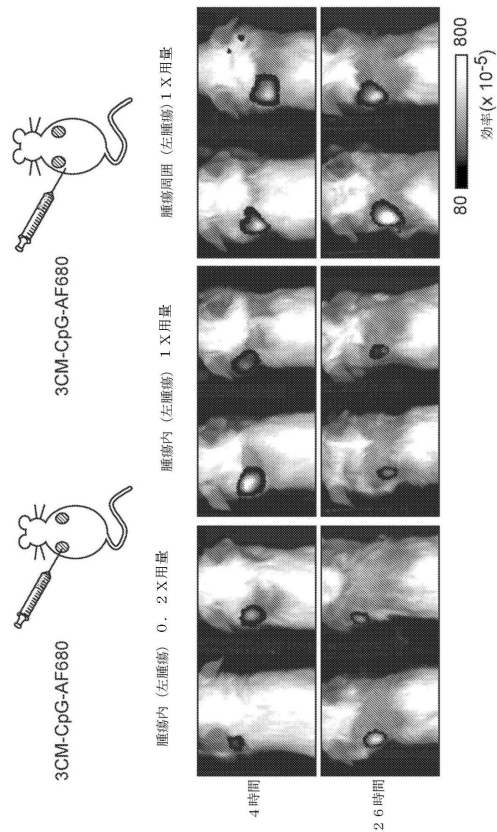 3CM-CpG-AF680
3CM-CpG-AF680
腫瘍内 (左腫瘍) 0.2X用量
腫瘍内 (左腫瘍) 1X用量
腫瘍周囲 (左腫瘍) 1X用量
4時間
26時間
80
800
効率(x 10-5)